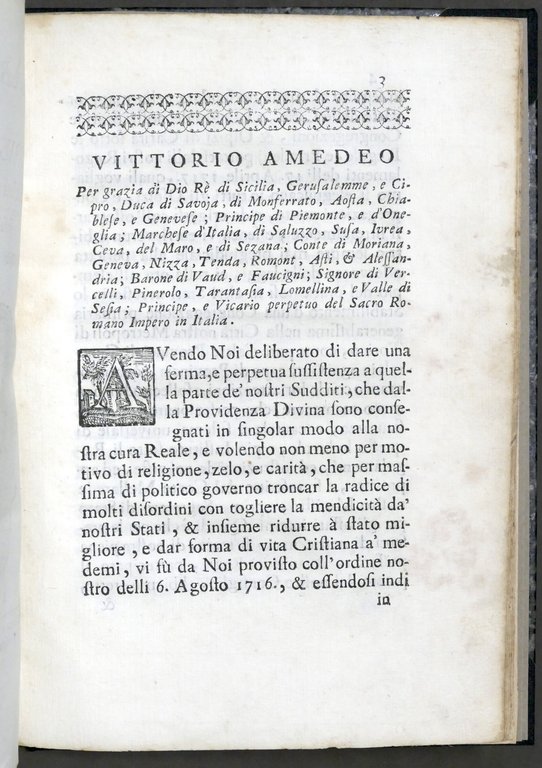 3
VITTORIO AMEDEO
Per grazia di Dio Rè di Sicilia, Geruſalemme, e Ci-
pro, Duca di Savoja, di Monferrato, Aoſta, Chia-
bleſe, e Geneveſe; Principe di Piemonte, e d'One-
glia; Marcheſe d'Italia, di Saluzzo, Suſa, Ivrea,
Ceva, del Maro, e di Sezana; Conte di Moriana,
Geneva, Nizza, Tenda, Romont, Aſti, & Aleſſan-
dria; Barone di Vaud, e Faucigni; Signore di Ver-
celli, Pinerolo, Tarantaſia, Lomellina, e Valle di
Seſia; Principe, e Vicario perpetuo del Sacro Ro-
mano Impero in Italia.
AVendo Noi deliberato di dare una
ferma, e perpetua ſuſſiſtenza a quel-
la parte de' noſtri Sudditi, che dal-
la Providenza Divina ſono conſe-
gnati in ſingolar modo alla no-
ſtra cura Reale, e volendo non meno per mo-
tivo di religione, zelo, e carità, che per maſ-
ſima di politico governo troncar la radice di
molti diſordini con togliere la mendicità da'
noſtri Stati, & inſieme ridurre à ſtato mi-
gliore, e dar forma di vita Criſtiana a' me-
demi, vi fù da Noi proviſto coll'ordine no-
ſtro delli 6. Agoſto 1716., & eſſendoſi indi
in